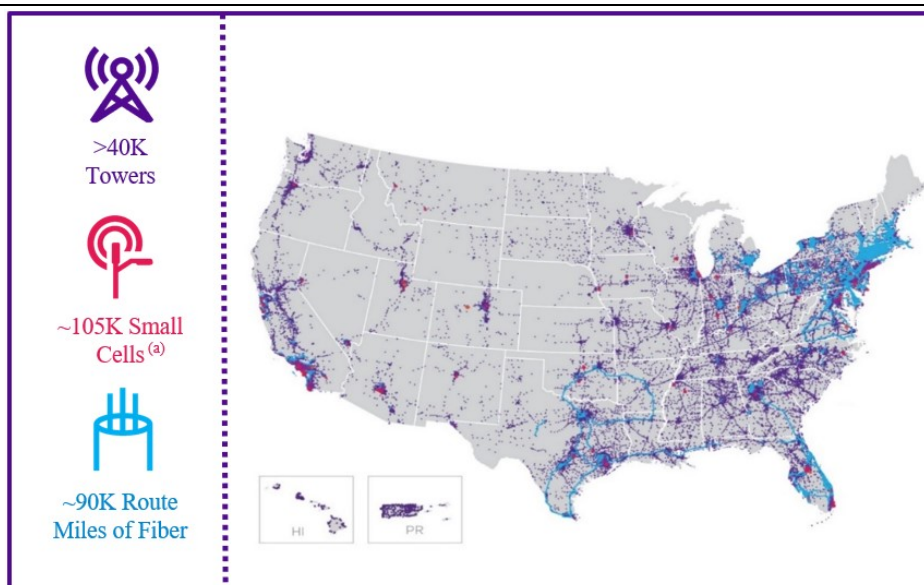 >40K
Towers
~105K Small
Cells (a)
~90K Route
Miles of Fiber
HI
PR